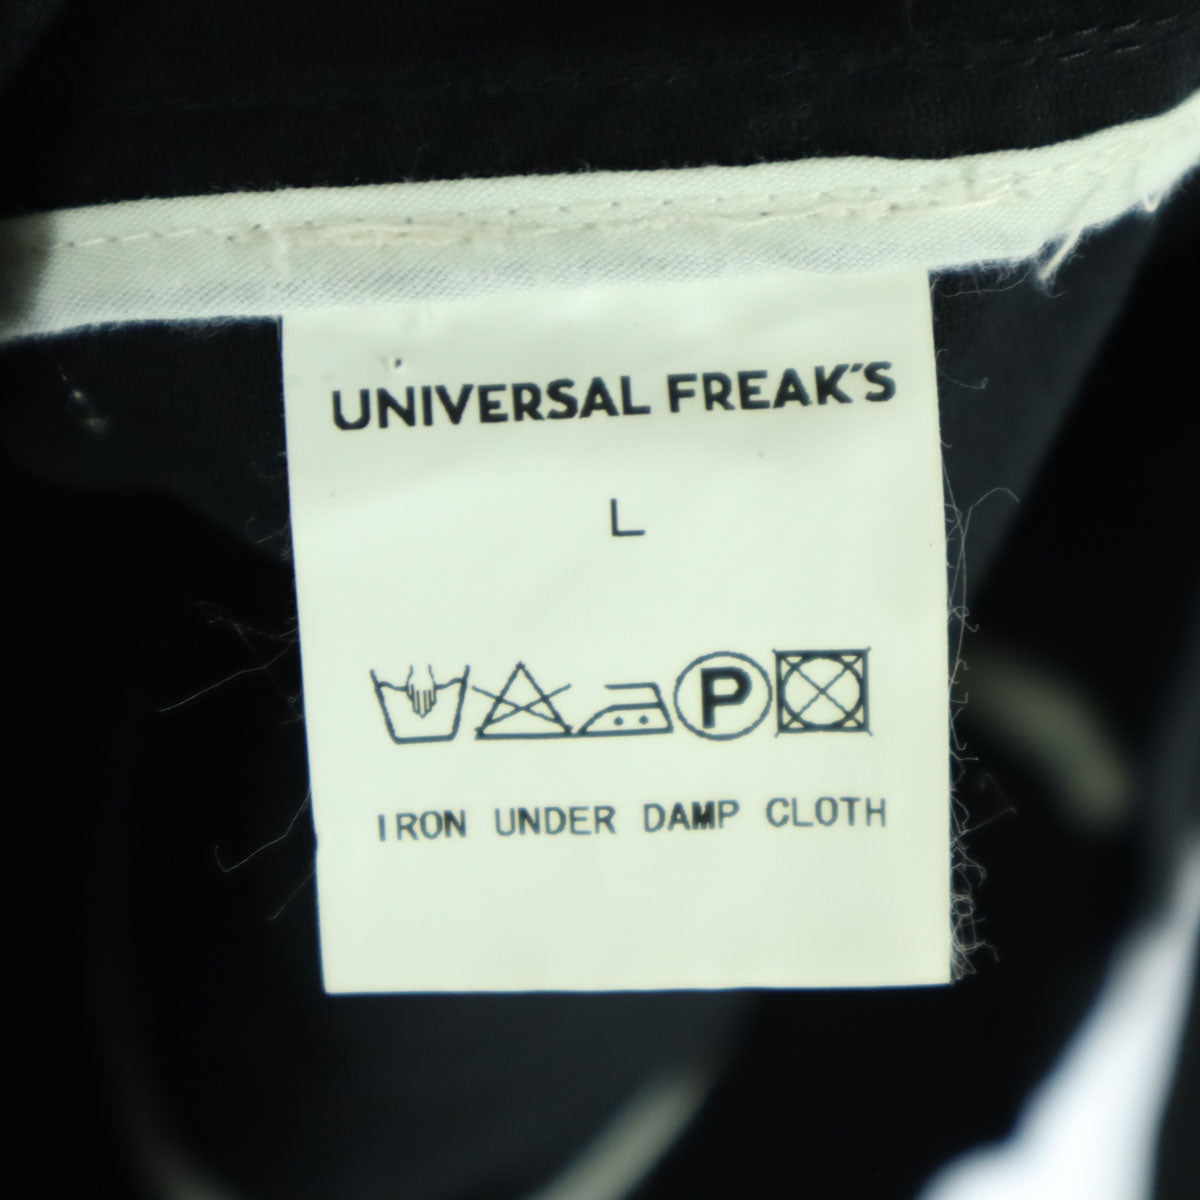 UNIVERSAL FREAK'S
L
P
IRON UNDER DAMP CLOTH